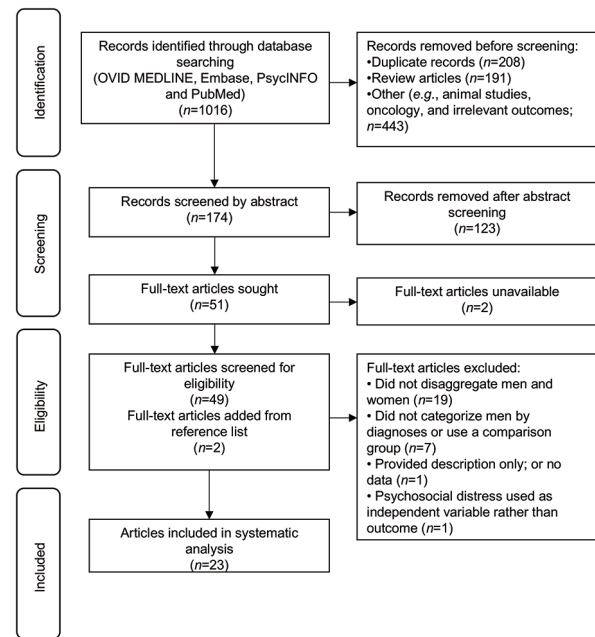 Identification
Records identified through database
searching
(OVID MEDLINE, Embase, PsycINFO
and PubMed)
(n=1016)
Records removed before screening:
•Duplicate records (n=208)
•Review articles (n=191)
•Other (e.g., animal studies,
oncology, and irrelevant outcomes;
n=443)
Screening
Records screened by abstract
(n=174)
Records removed after abstract
screening
(n=123)
Full-text articles sought
(n=51)
Full-text articles unavailable
(n=2)
Eligibility
Full-text articles screened for
eligibility
(n=49)
Full-text articles added from
reference list
(n=2)
Full-text articles excluded:
• Did not disaggregate men and
women (n=19)
• Did not categorize men by
diagnoses or use a comparison
group (n=7)
• Provided description only; or no
data (n=1)
• Psychosocial distress used as
independent variable rather than
outcome (n=1)
Included
Articles included in systematic
analysis
(n=23)